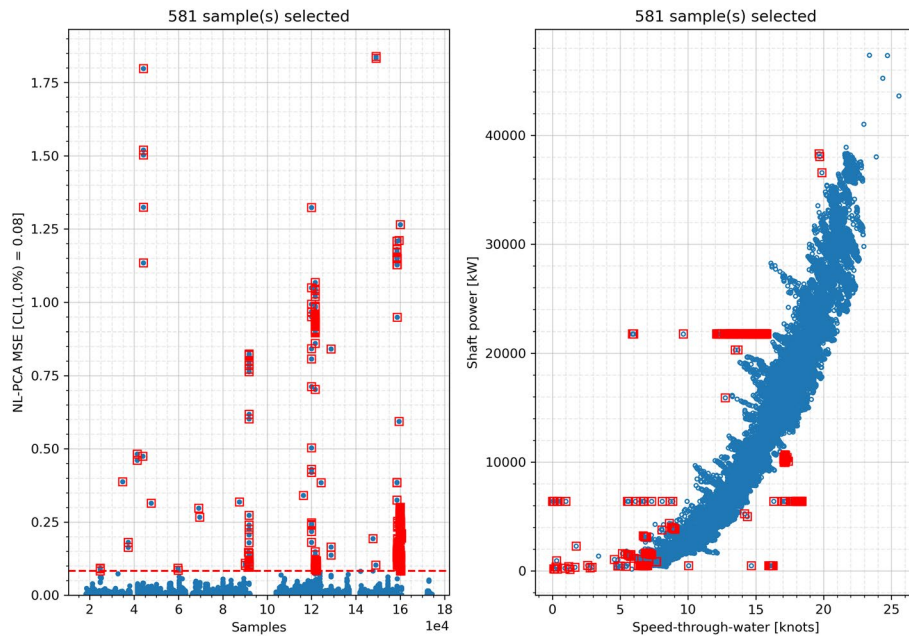 581 sample(s) selected
NL-PCA MSE [CL(1.0%) = 0.08]
1.75
1.50
1.25
1.00
0.75
0.50
0.25
0.00
2 4 6 8 10 12 14 16 18
1e4
Samples
581 sample(s) selected
Shaft power [kW]
40000
30000
20000
10000
0
0 5 10 15 20 25
Speed-through-water [knots]